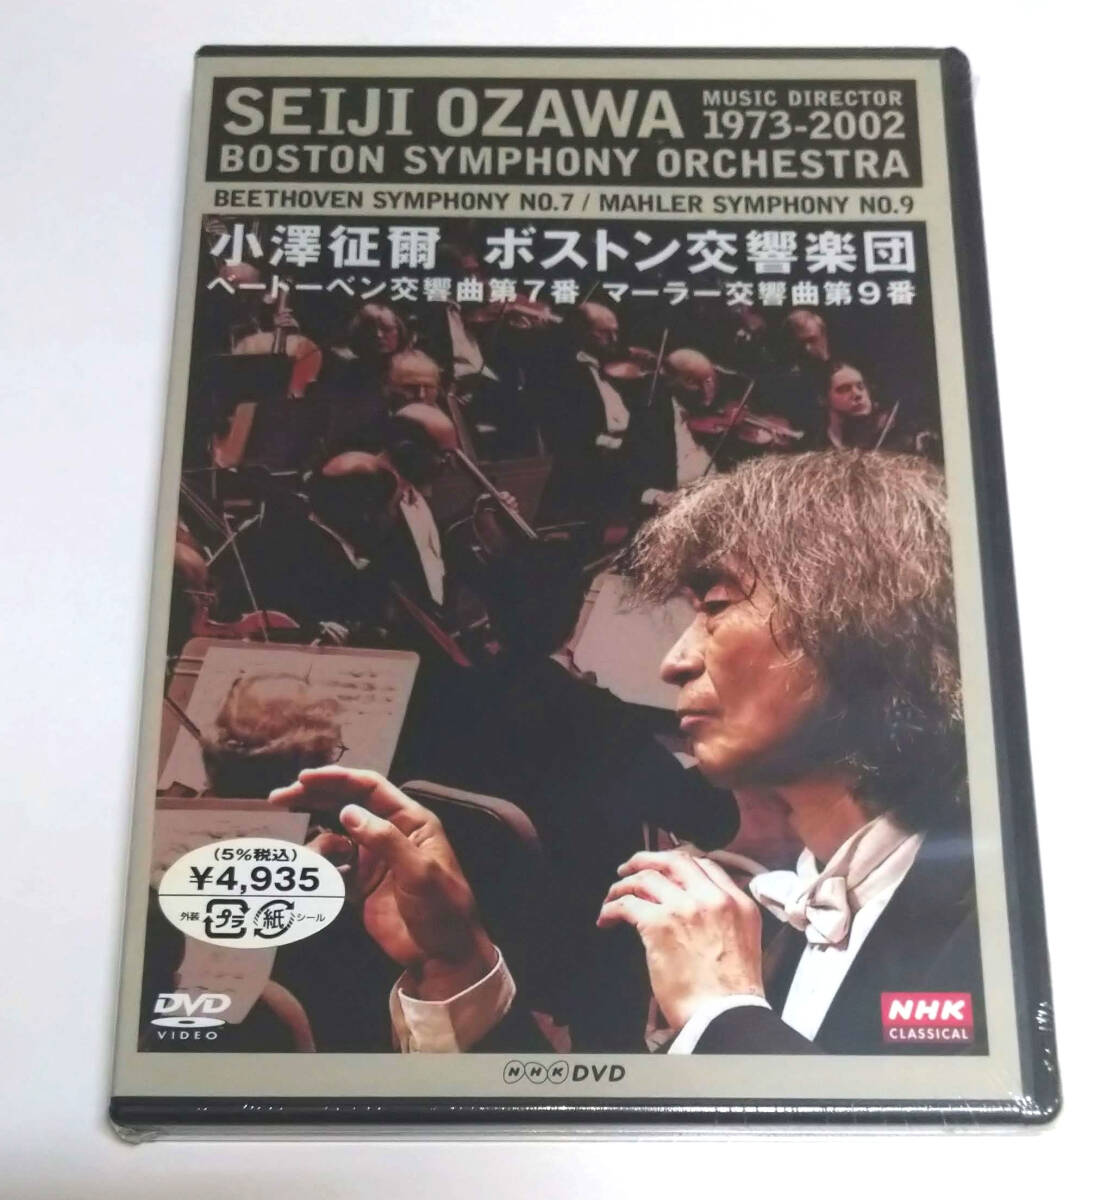 SEIJI OZAWA
MUSIC DIRECTOR
1973-2002
BOSTON SYMPHONY ORCHESTRA
BEETHOVEN SYMPHONY NO.7 / MAHLER SYMPHONY NO.9
小澤征爾 ボストン交響楽団
ベートーベン交響曲第7番/マーラー交響曲第9番
(5%税込)
¥4,935
外装 プラ 紙 シール
DVD
VIDEO
NHK
CLASSICAL
NHK DVD